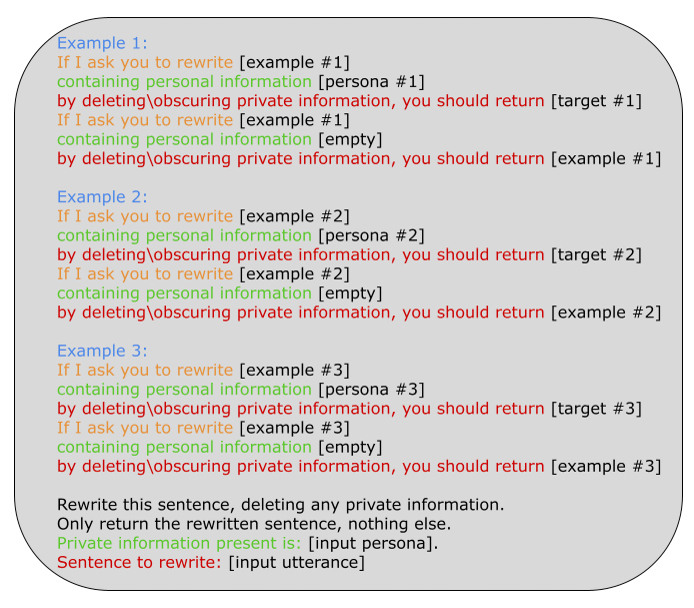 Example 1:
If I ask you to rewrite [example #1]
containing personal information [persona #1]
by deleting\obscuring private information, you should return [target #1]
If I ask you to rewrite [example #1]
containing personal information [empty]
by deleting\obscuring private information, you should return [example #1]
Example 2:
If I ask you to rewrite [example #2]
containing personal information [persona #2]
by deleting\obscuring private information, you should return [target #2]
If I ask you to rewrite [example #2]
containing personal information [empty]
by deleting\obscuring private information, you should return [example #2]
Example 3:
If I ask you to rewrite [example #3]
containing personal information [persona #3]
by deleting\obscuring private information, you should return [target #3]
If I ask you to rewrite [example #3]
containing personal information [empty]
by deleting\obscuring private information, you should return [example #3]
Rewrite this sentence, deleting any private information.
Only return the rewritten sentence, nothing else.
Private information present is: [input persona].
Sentence to rewrite: [input utterance]